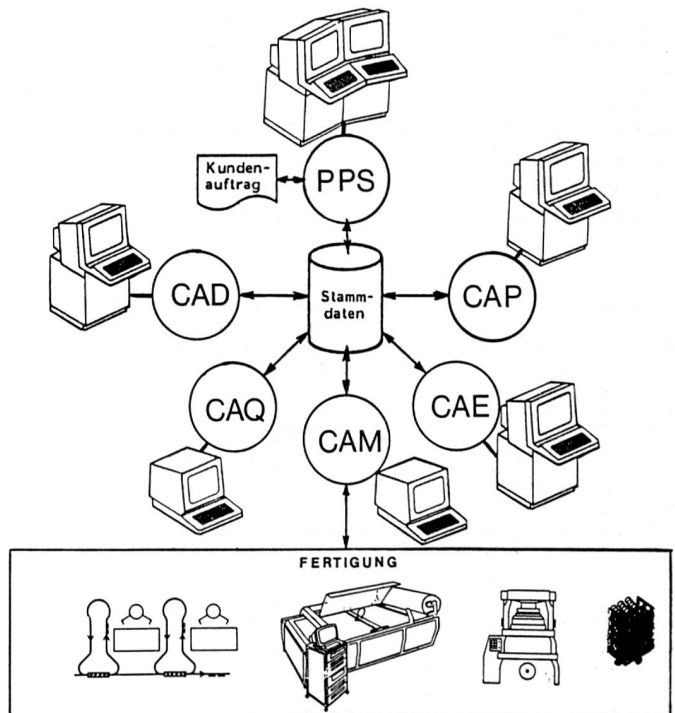 Kunden-
auftrag
PPS
CAD
Stamm-
daten
CAP
CAQ
CAM
CAE
FERTIGUNG